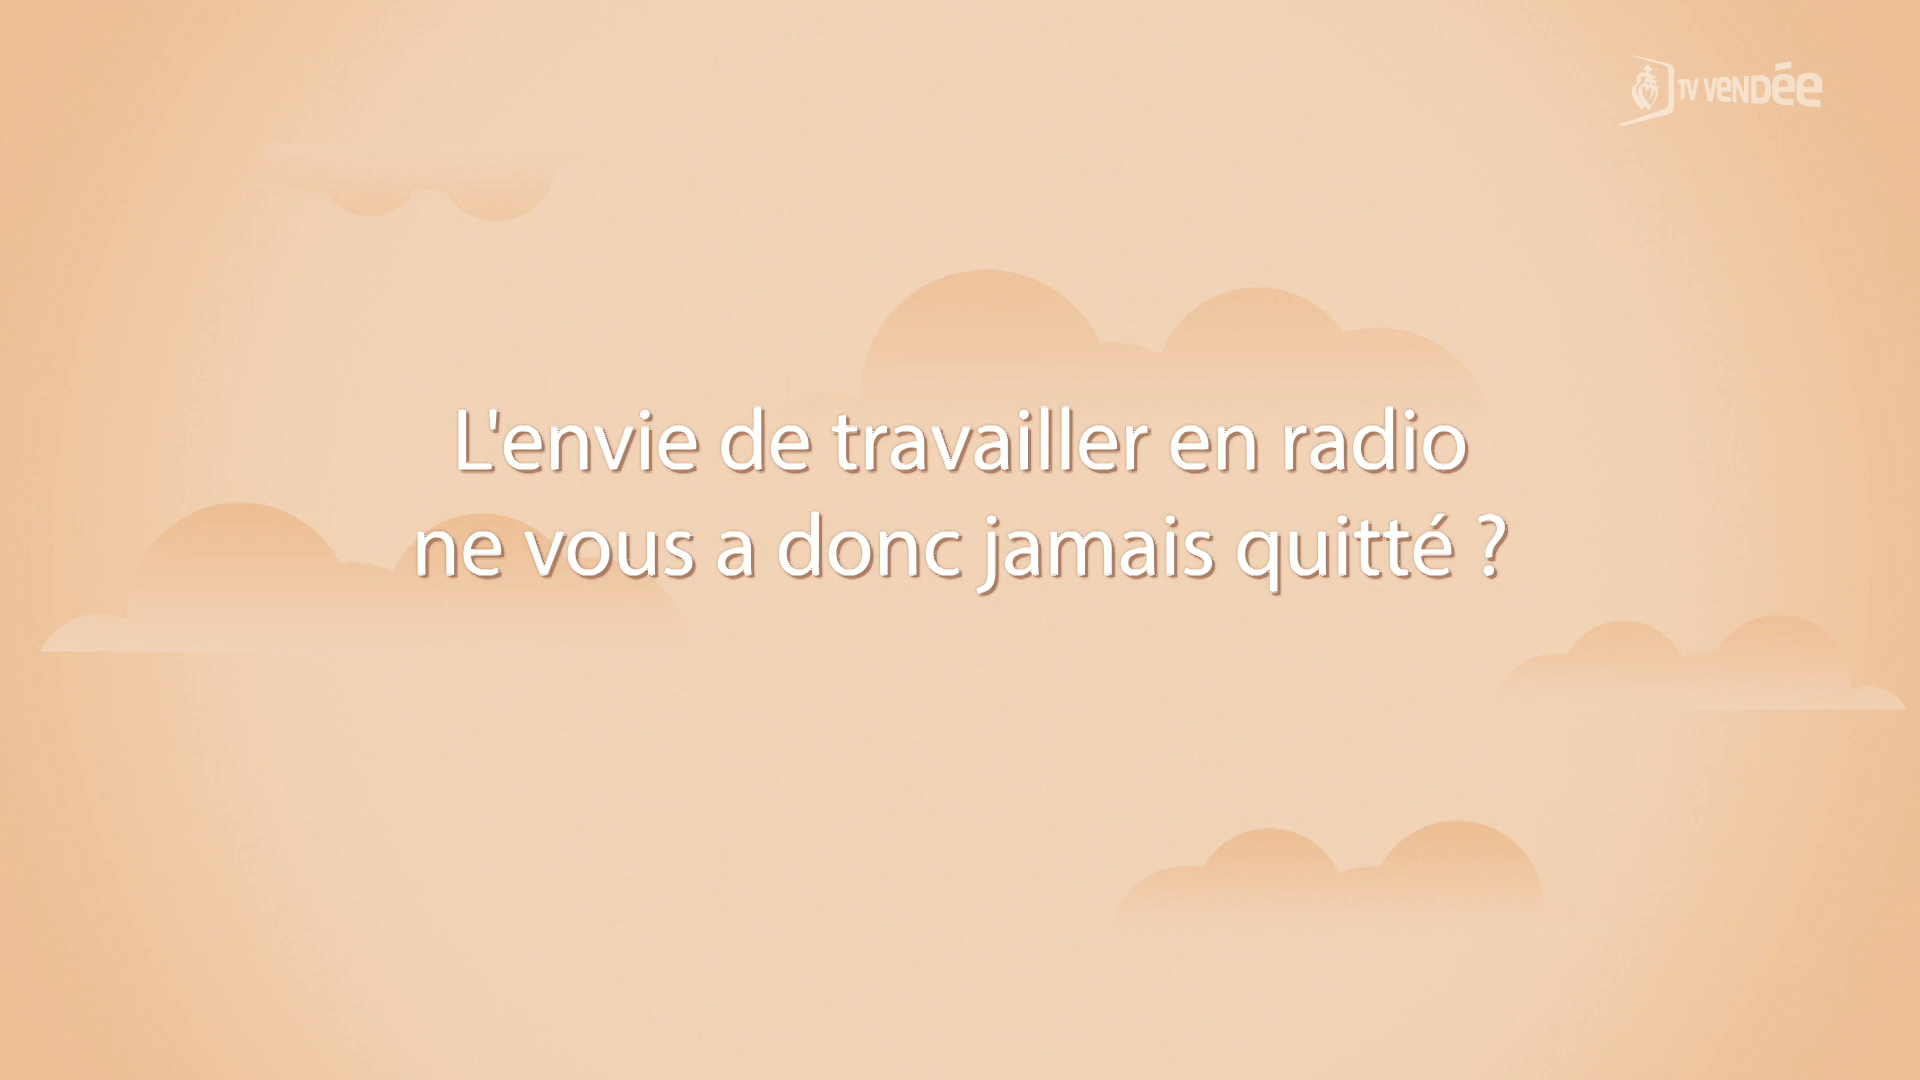 TV VENDÉE
L'envie de travailler en radio
ne vous a donc jamais quitté ?